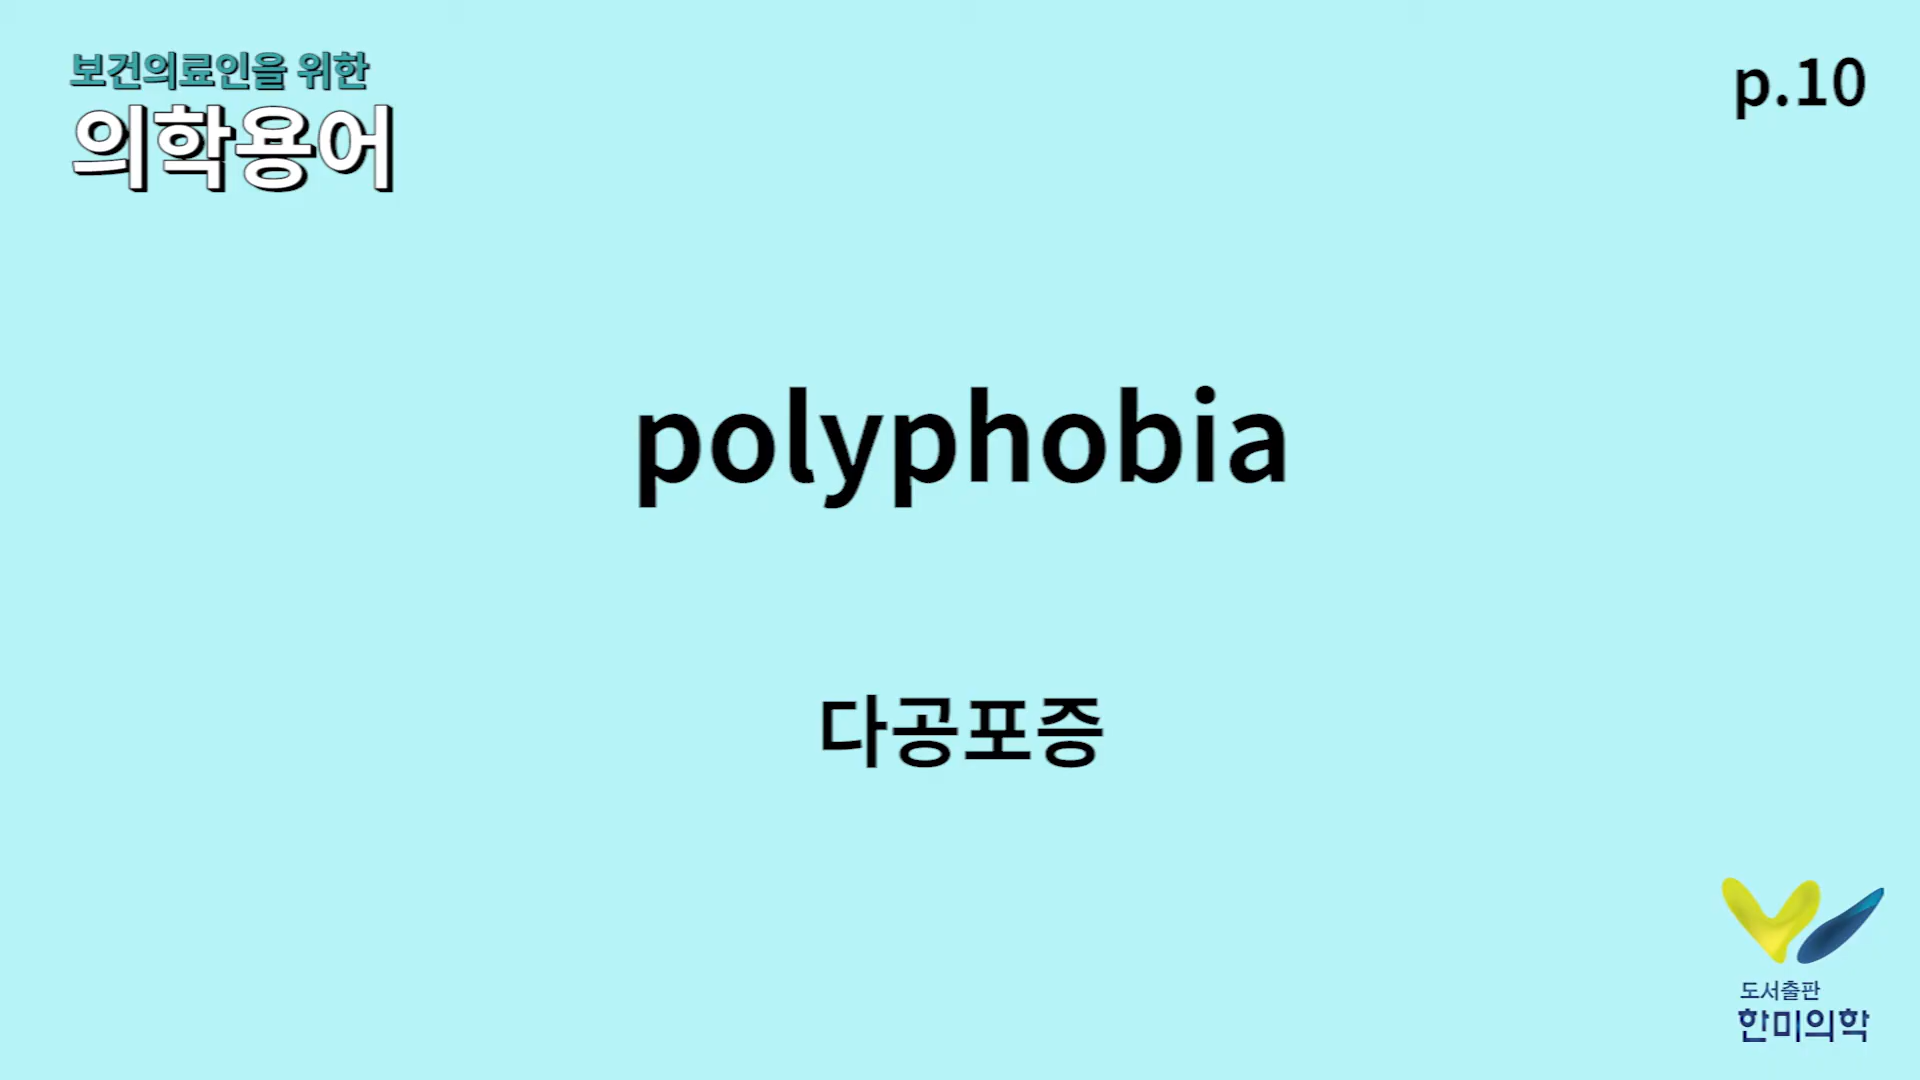 보건의료인을 위한
의학용어
p.10
polyphobia
다공포증
도서출판
한미의학